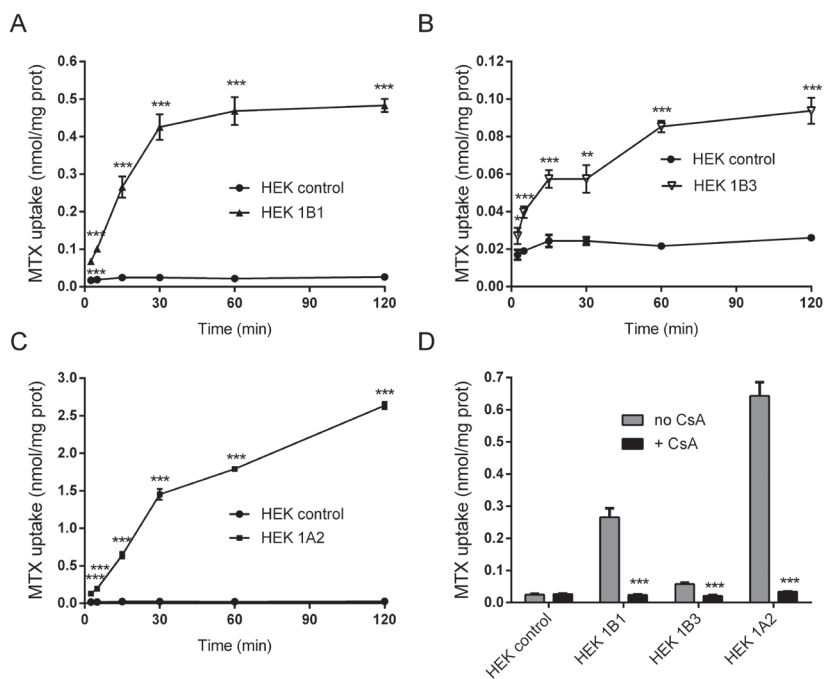 A
MTX uptake (nmol/mg prot)
0.6
0.5
0.4
0.3
0.2
0.1
0.0
0
30
60
90
120
Time (min)
***
***
***
***
***
***
***
HEK control
HEK 1B1
B
MTX uptake (nmol/mg prot)
0.12
0.10
0.08
0.06
0.04
0.02
0.00
0
30
60
90
120
Time (min)
*
***
***
**
***
***
HEK control
HEK 1B3
C
MTX uptake (nmol/mg prot)
3.0
2.5
2.0
1.5
1.0
0.5
0.0
0
30
60
90
120
Time (min)
***
***
***
***
***
***
HEK control
HEK 1A2
D
MTX uptake (nmol/mg prot)
0.7
0.6
0.5
0.4
0.3
0.2
0.1
0.0
no CsA
+ CsA
***
***
***
HEK control
HEK 1B1
HEK 1B3
HEK 1A2